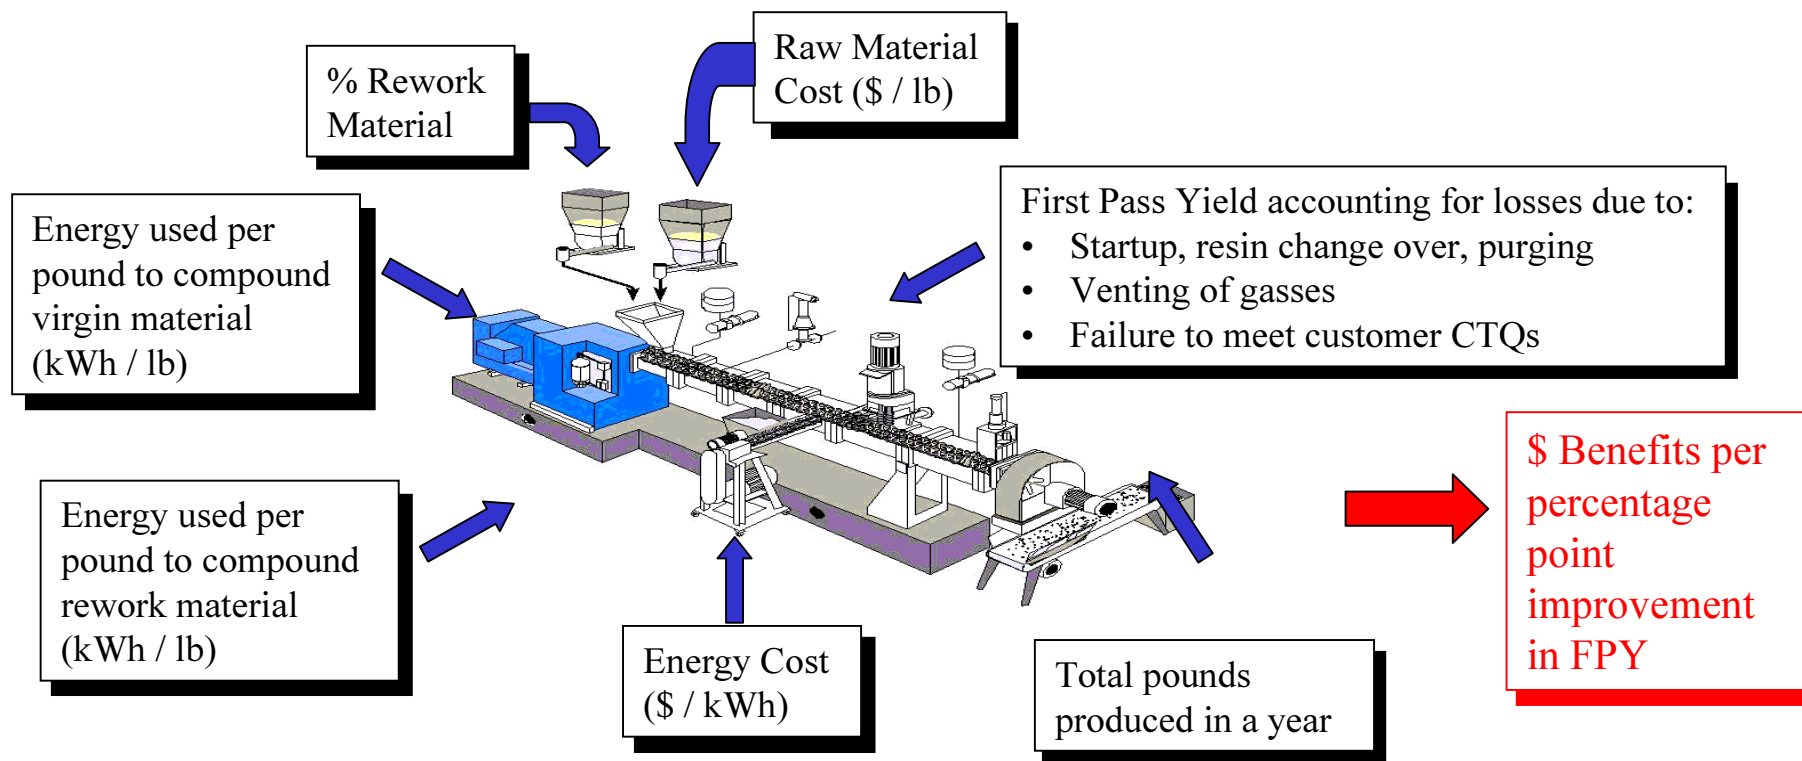 % Rework
Material
Raw Material
Cost ($ / lb)
Energy used per
pound to compound
virgin material
(kWh / lb)
First Pass Yield accounting for losses due to:
• Startup, resin change over, purging
• Venting of gasses
• Failure to meet customer CTQs
Energy used per
pound to compound
rework material
(kWh / lb)
Energy Cost
($ / kWh)
Total pounds
produced in a year
$ Benefits per
percentage
point
improvement
in FPY